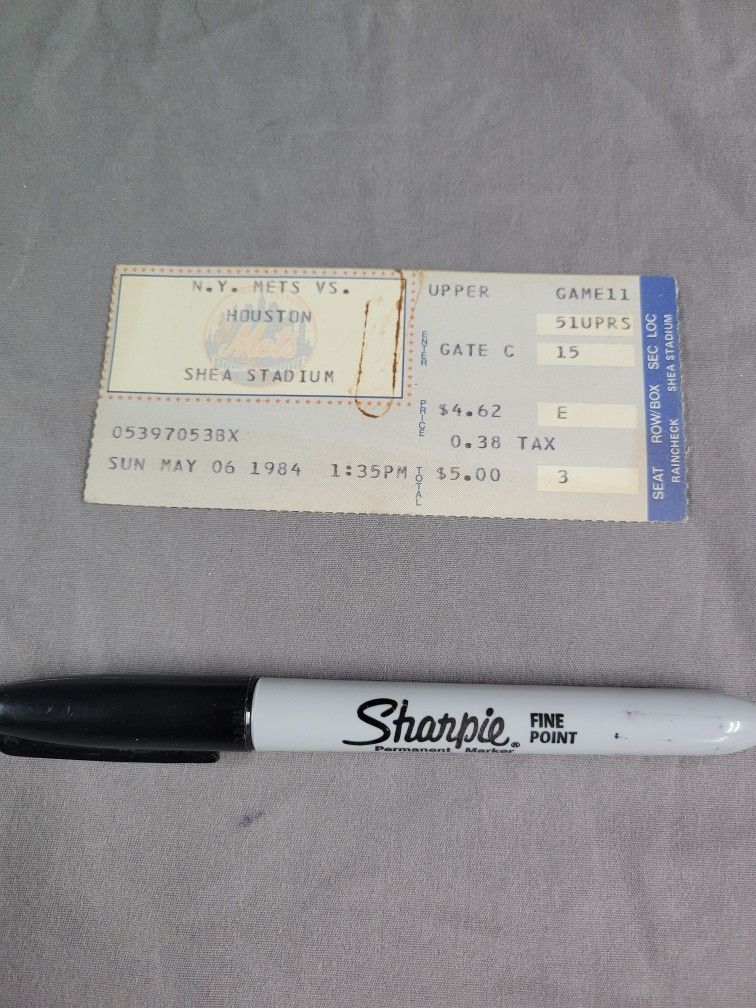 N.Y. METS VS.
HOUSTON
Mets
SHEA STADIUM
053970538X
SUN MAY 06 1984 1:35PM
UPPER GAME11
51UPRS
ENTER GATE C 15
PRICE $4.62 E
0.38 TAX
TOTAL $5.00 3
SEAT ROW/BOX SEC LOC
RAINCHECK SHEA STADIUM
Sharpie® FINE POINT
Permanent Marker